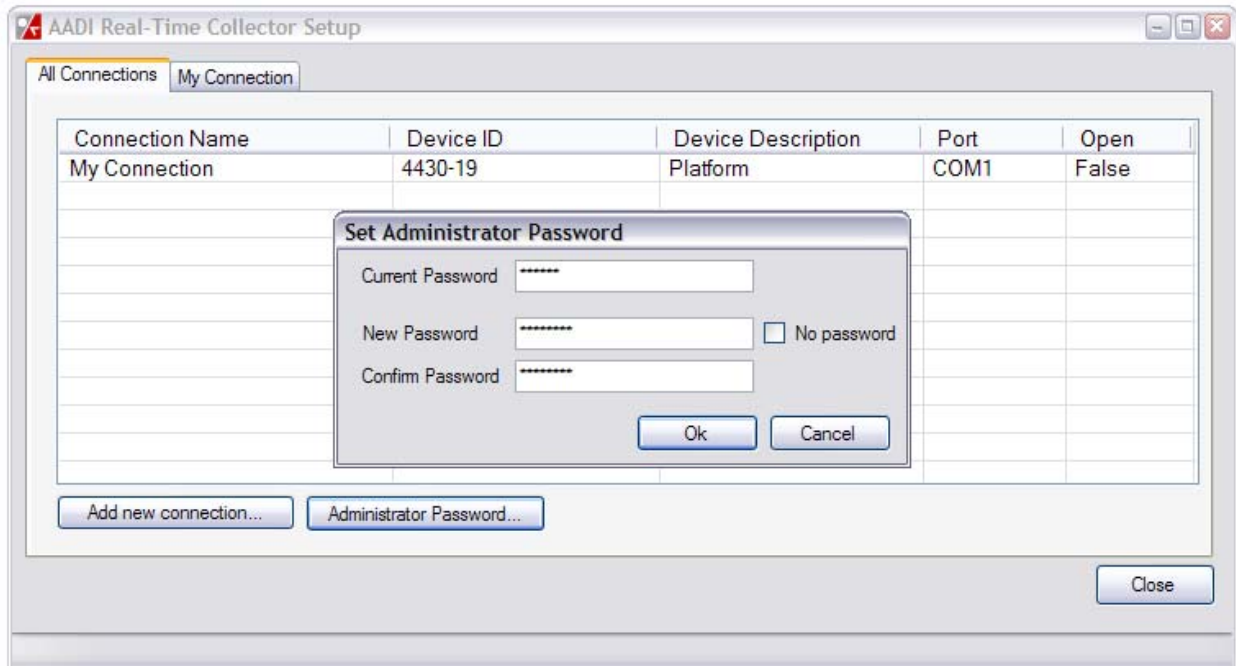 AADI Real-Time Collector Setup
All Connections My Connection
Connection Name Device ID Device Description Port Open
My Connection 4430-19 Platform COM1 False
Set Administrator Password
Current Password ******
New Password ******** No password
Confirm Password ********
Ok Cancel
Add new connection... Administrator Password...
Close